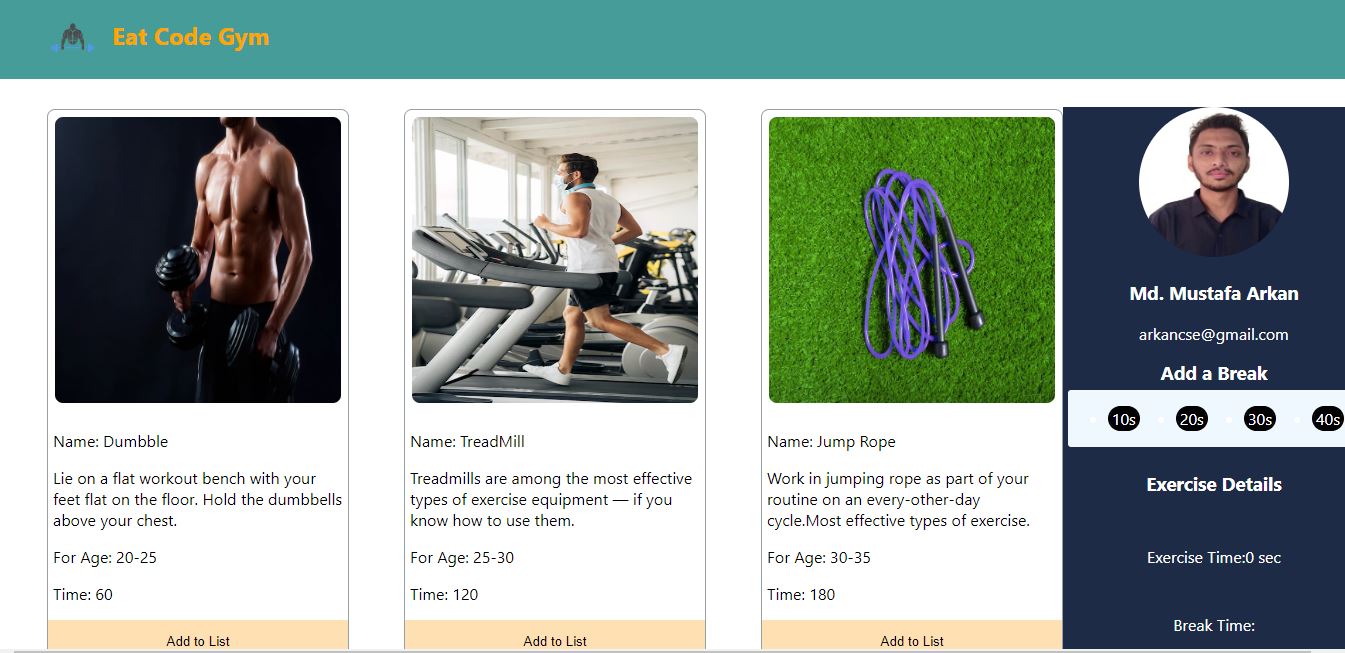 Eat Code Gym
Name: Dumbble
Lie on a flat workout bench with your
feet flat on the floor. Hold the dumbbells
above your chest.
For Age: 20-25
Time: 60
Add to List
Name: TreadMill
Treadmills are among the most effective
types of exercise equipment — if you
know how to use them.
For Age: 25-30
Time: 120
Add to List
Name: Jump Rope
Work in jumping rope as part of your
routine on an every-other-day
cycle.Most effective types of exercise.
For Age: 30-35
Time: 180
Add to List
Md. Mustafa Arkan
arkancse@gmail.com
Add a Break
10s 20s 30s 40s
Exercise Details
Exercise Time:0 sec
Break Time: